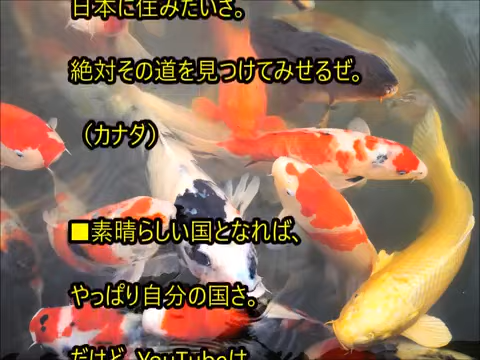 日本に住みたいさ。
絶対その道を見つけてみせるぜ。
（カナダ）
■素晴らしい国となれば、
やっぱり自分の国さ。
だけど、YouTubeは